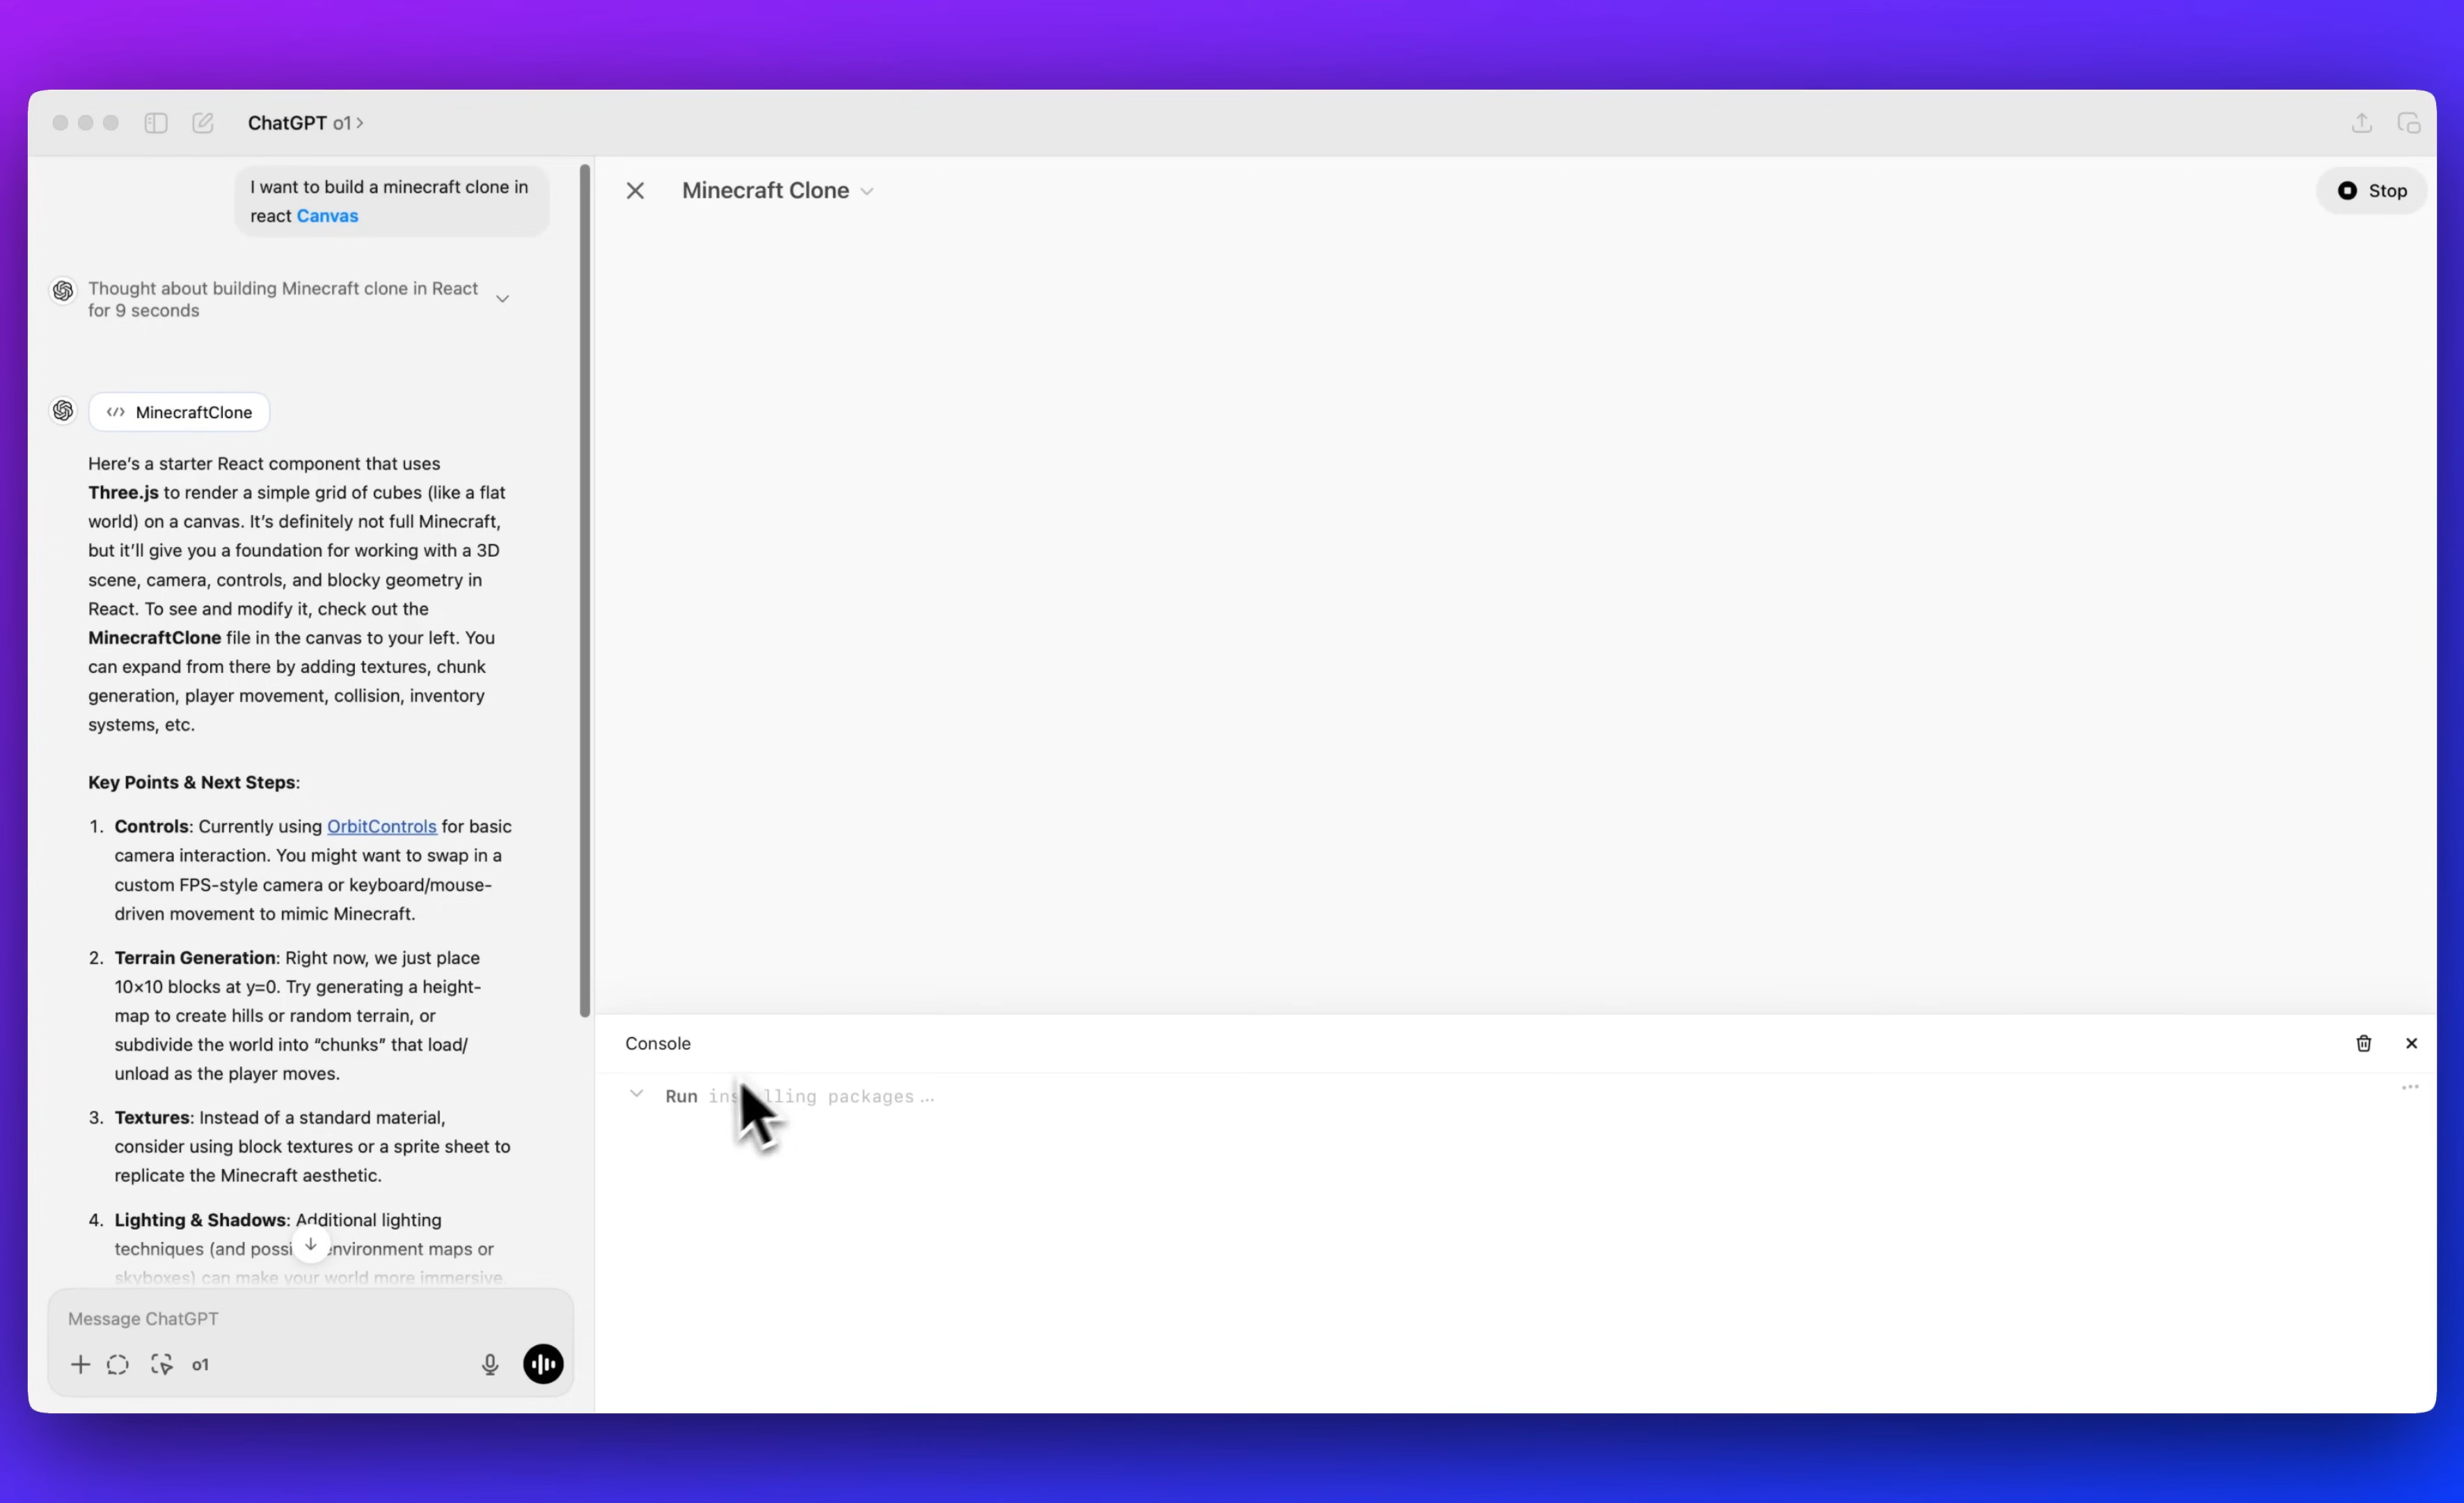 ChatGPT o1 >
I want to build a minecraft clone in
react Canvas
Thought about building Minecraft clone in React
for 9 seconds
</> MinecraftClone
Here's a starter React component that uses
Three.js to render a simple grid of cubes (like a flat
world) on a canvas. It's definitely not full Minecraft,
but it'll give you a foundation for working with a 3D
scene, camera, controls, and blocky geometry in
React. To see and modify it, check out the
MinecraftClone file in the canvas to your left. You
can expand from there by adding textures, chunk
generation, player movement, collision, inventory
systems, etc.
Key Points & Next Steps:
1. Controls: Currently using OrbitControls for basic
camera interaction. You might want to swap in a
custom FPS-style camera or keyboard/mouse-
driven movement to mimic Minecraft.
2. Terrain Generation: Right now, we just place
10×10 blocks at y=0. Try generating a height-
map to create hills or random terrain, or
subdivide the world into “chunks” that load/
unload as the player moves.
3. Textures: Instead of a standard material,
consider using block textures or a sprite sheet to
replicate the Minecraft aesthetic.
4. Lighting & Shadows: Additional lighting
techniques (and environment maps or
skyboxes) can make your world more immersive.
Message ChatGPT
o1
Minecraft Clone
Stop
Console
Run packages...